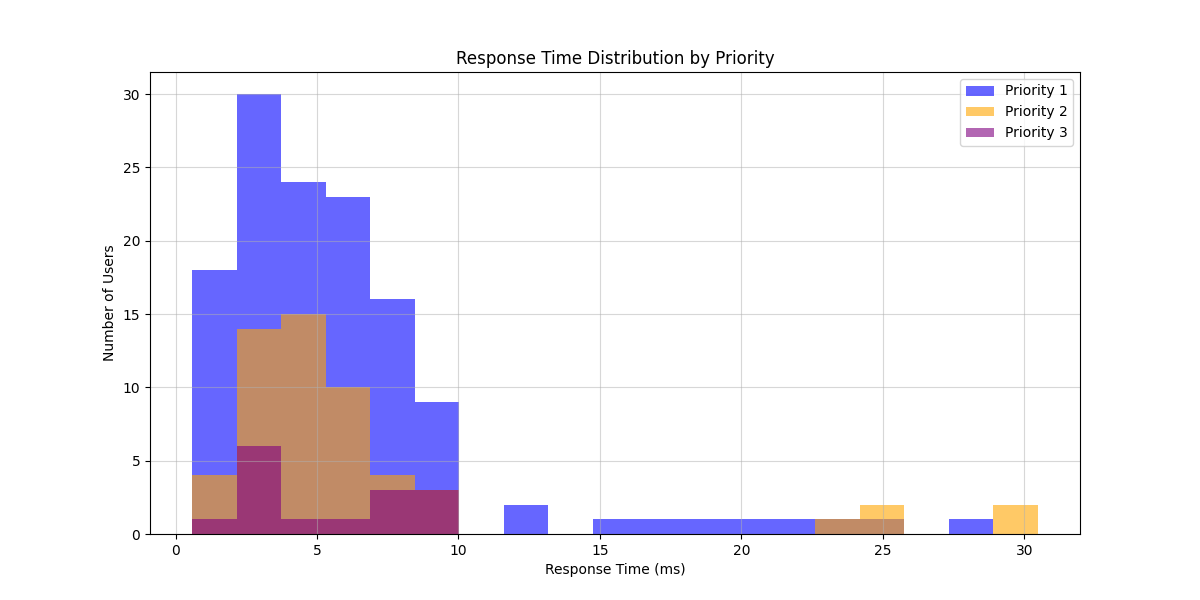 Response Time Distribution by Priority
Priority 1
Priority 2
Priority 3
Number of Users
30
25
20
15
10
5
0
0 5 10 15 20 25 30
Response Time (ms)